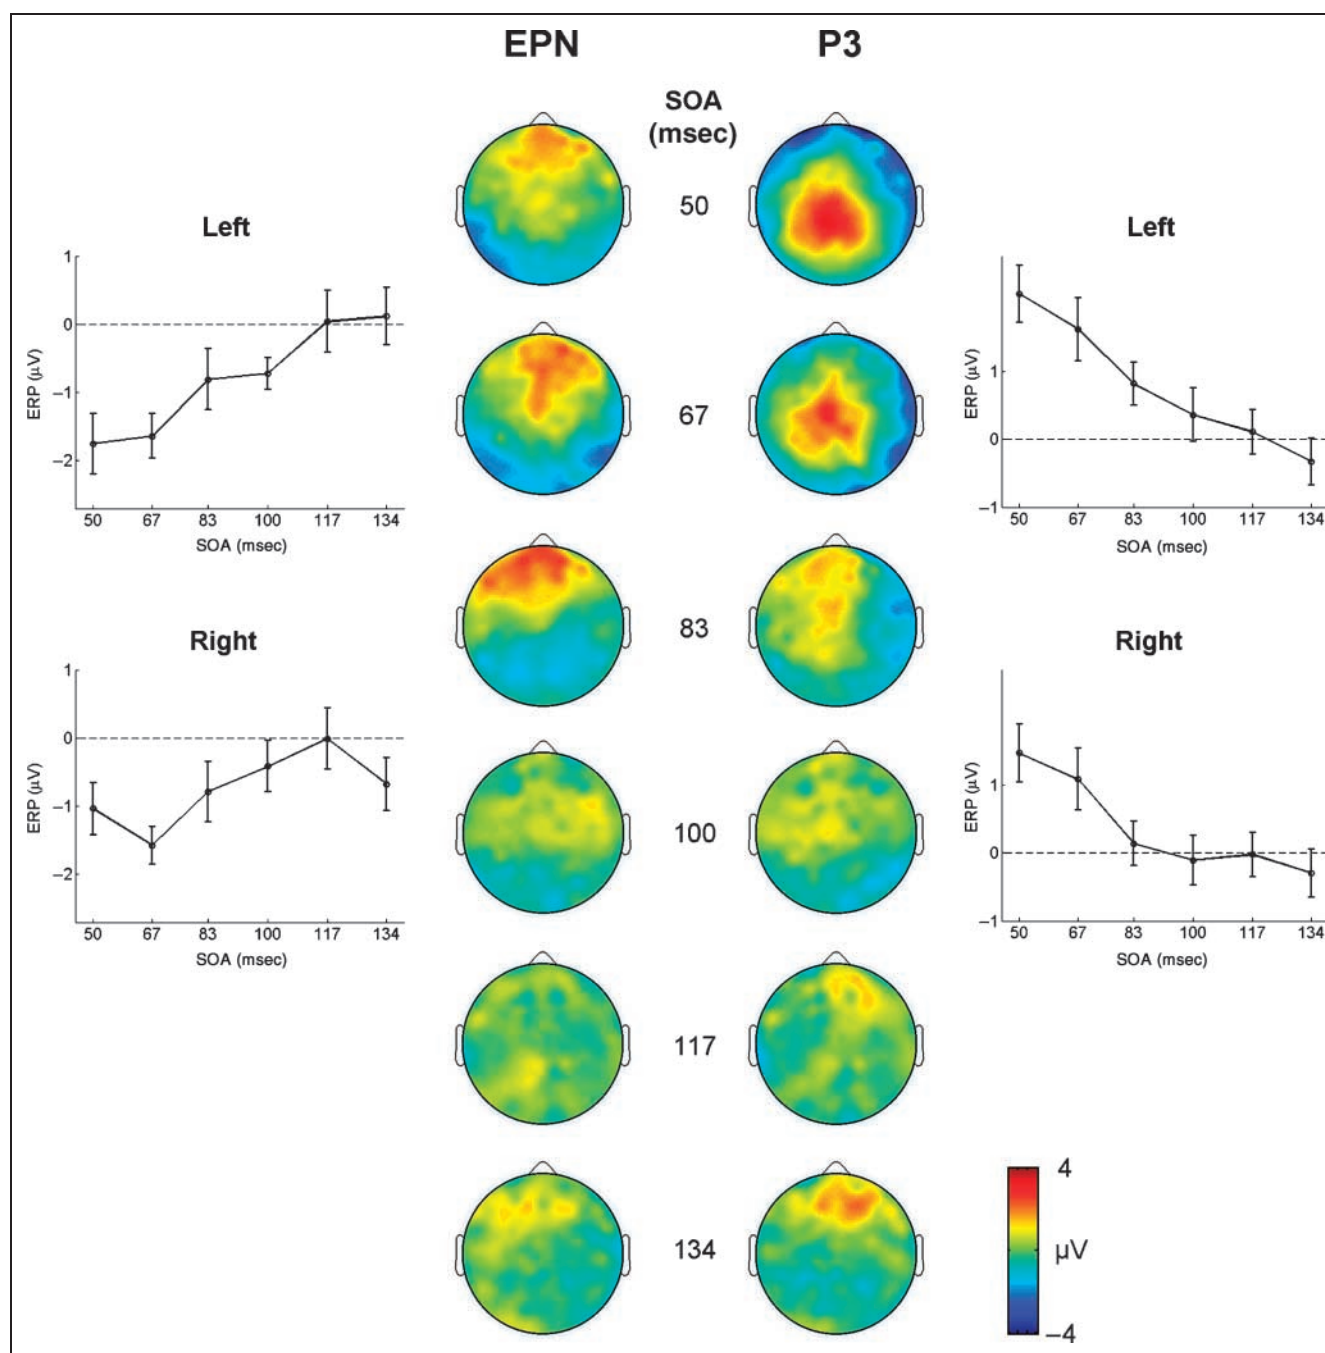 EPN
P3
SOA
(msec)
50
67
83
100
117
134
Left
1
0
−1
−2
ERP (μV)
50 67 83 100 117 134
SOA (msec)
Right
1
0
−1
−2
ERP (μV)
50 67 83 100 117 134
SOA (msec)
Left
1
0
−1
ERP (μV)
50 67 83 100 117 134
SOA (msec)
Right
1
0
−1
ERP (μV)
50 67 83 100 117 134
SOA (msec)
4
μV
−4